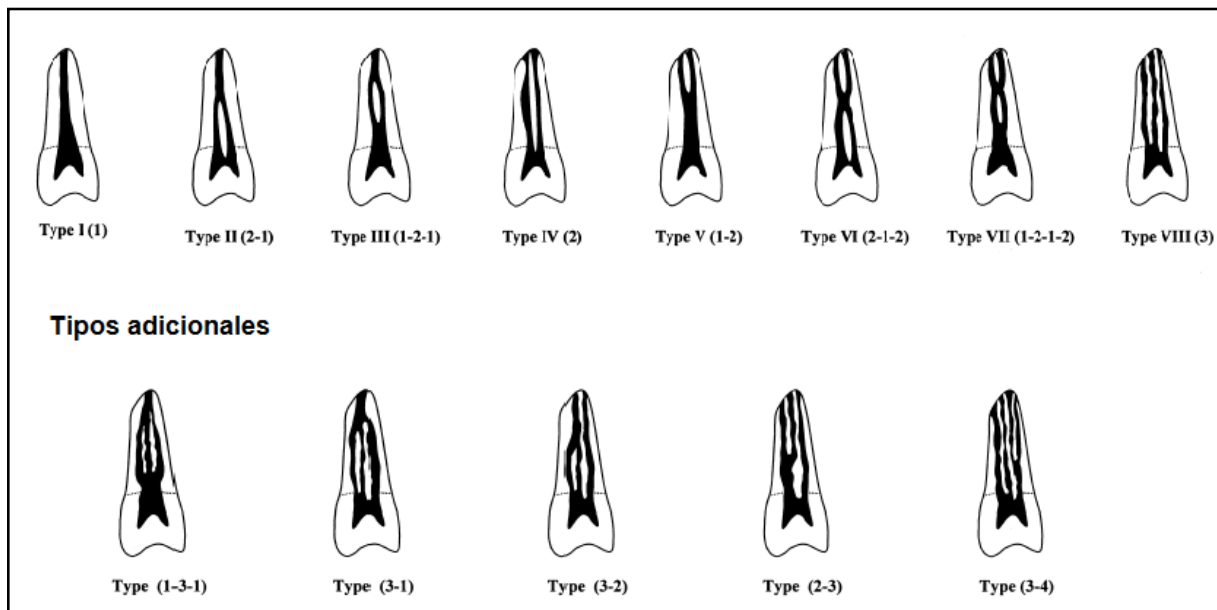 Type I (1)
Type II (2-1)
Type III (1-2-1)
Type IV (2)
Type V (1-2)
Type VI (2-1-2)
Type VII (1-2-1-2)
Type VIII (3)
Tipos adicionales
Type (1-3-1)
Type (3-1)
Type (3-2)
Type (2-3)
Type (3-4)